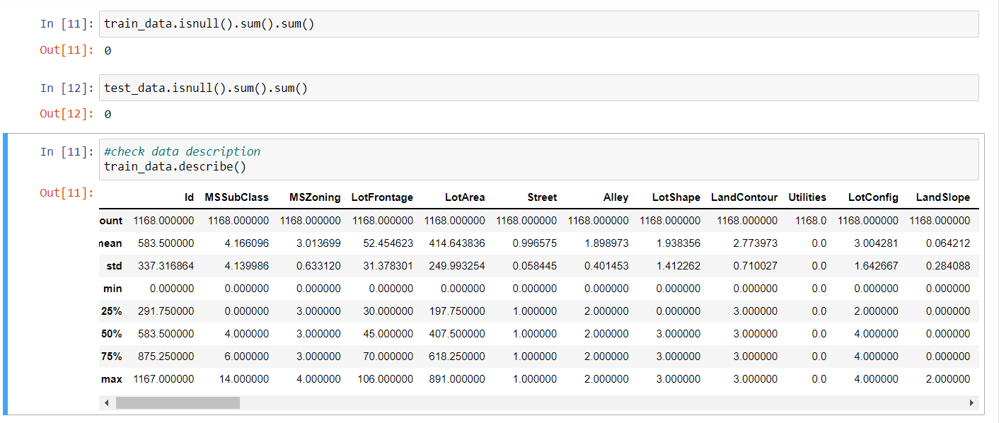 In [11]: train_data.isnull().sum().sum()
Out[11]: 0
In [12]: test_data.isnull().sum().sum()
Out[12]: 0
In [11]: #check data description
train_data.describe()
Out[11]:
Id MSSubClass MSZoning LotFrontage LotArea Street Alley LotShape LandContour Utilities LotConfig LandSlope
ount 1168.000000 1168.000000 1168.000000 1168.000000 1168.000000 1168.000000 1168.000000 1168.000000 1168.000000 1168.0 1168.000000 1168.000000
mean 583.500000 4.166096 3.013699 52.454623 414.643836 0.996575 1.898973 1.938356 2.773973 0.0 3.004281 0.064212
std 337.316864 4.139986 0.633120 31.378301 249.993254 0.058445 0.401453 1.412262 0.710027 0.0 1.642667 0.284088
min 0.000000 0.000000 0.000000 0.000000 0.000000 0.000000 0.000000 0.000000 0.000000 0.0 0.000000 0.000000
25% 291.750000 0.000000 3.000000 30.000000 197.750000 1.000000 2.000000 0.000000 3.000000 0.0 2.000000 0.000000
50% 583.500000 4.000000 3.000000 45.000000 407.500000 1.000000 2.000000 3.000000 3.000000 0.0 4.000000 0.000000
75% 875.250000 6.000000 3.000000 70.000000 618.250000 1.000000 2.000000 3.000000 3.000000 0.0 4.000000 0.000000
max 1167.000000 14.000000 4.000000 106.000000 891.000000 1.000000 2.000000 3.000000 3.000000 0.0 4.000000 2.000000